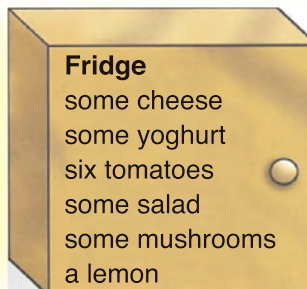 Fridge
some cheese
some yoghurt
six tomatoes
some salad
some mushrooms
a lemon